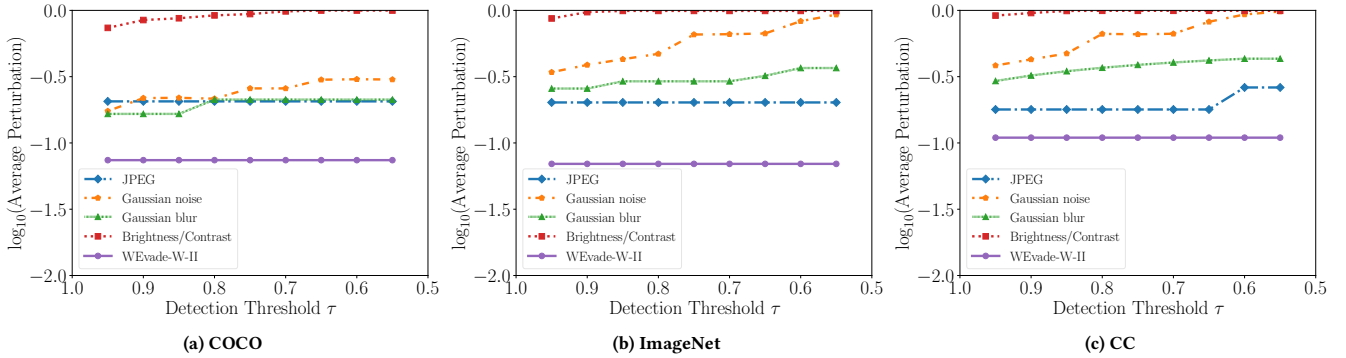 0.0
−0.5
−1.0
−1.5
−2.0
log10(Average Perturbation)
JPEG
Gaussian noise
Gaussian blur
Brightness/Contrast
WEvade-W-II
1.0 0.9 0.8 0.7 0.6 0.5
Detection Threshold τ
(a) COCO
0.0
−0.5
−1.0
−1.5
−2.0
log10(Average Perturbation)
JPEG
Gaussian noise
Gaussian blur
Brightness/Contrast
WEvade-W-II
1.0 0.9 0.8 0.7 0.6 0.5
Detection Threshold τ
(b) ImageNet
0.0
−0.5
−1.0
−1.5
−2.0
log10(Average Perturbation)
JPEG
Gaussian noise
Gaussian blur
Brightness/Contrast
WEvade-W-II
1.0 0.9 0.8 0.7 0.6 0.5
Detection Threshold τ
(c) CC